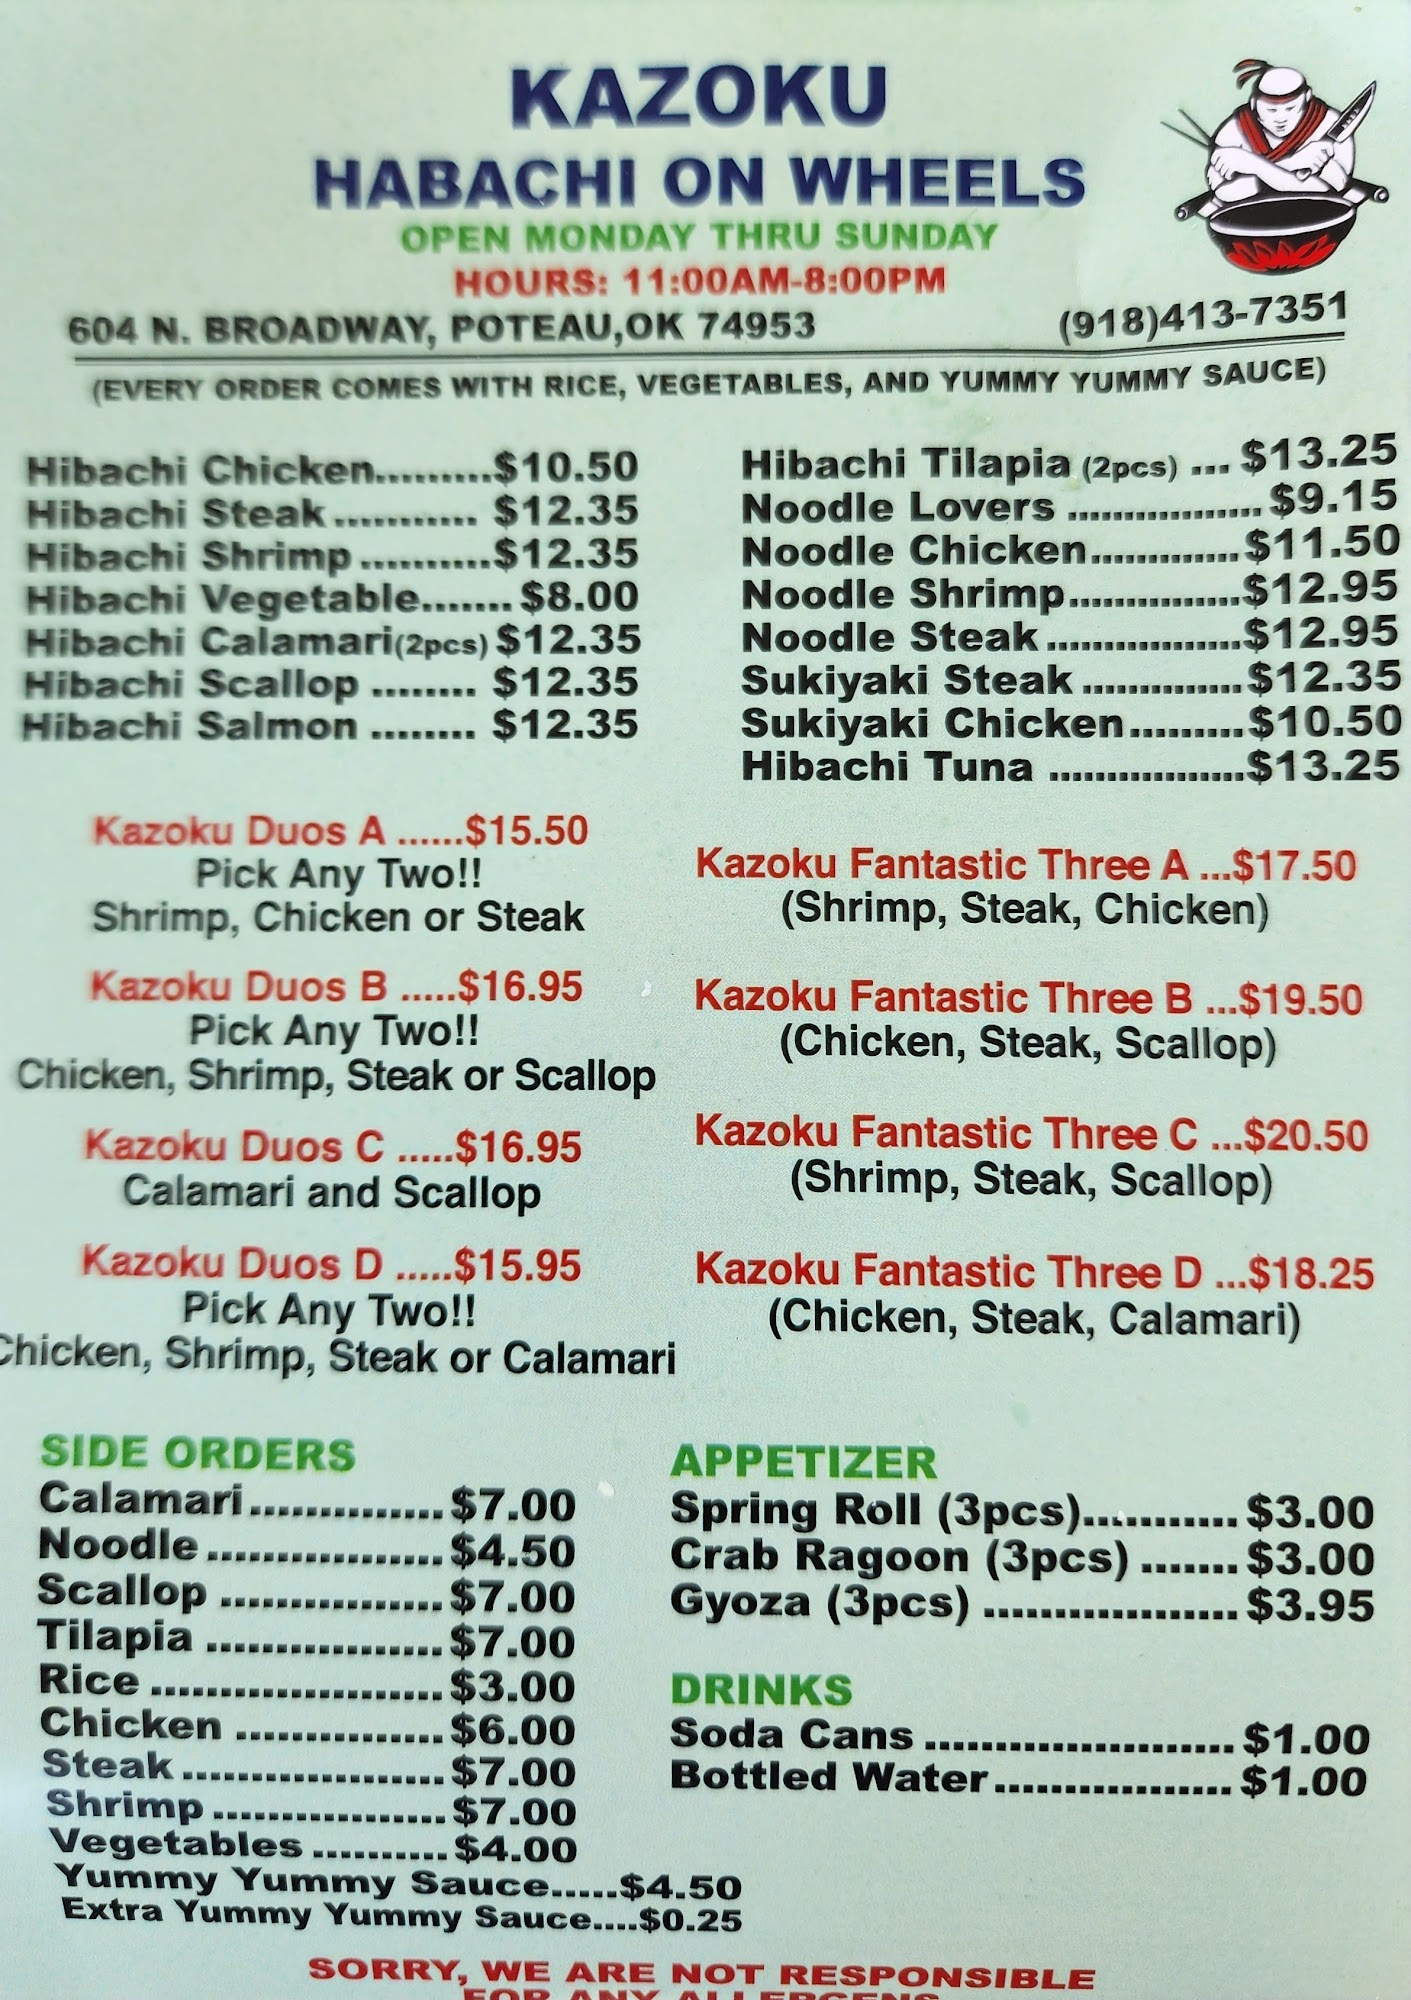 KAZOKU
HABACHI ON WHEELS
OPEN MONDAY THRU SUNDAY
HOURS: 11:00AM-8:00PM
604 N. BROADWAY, POTEAU,OK 74953 (918)413-7351
(EVERY ORDER COMES WITH RICE, VEGETABLES, AND YUMMY YUMMY SAUCE)
Hibachi Chicken.........$10.50
Hibachi Steak........... $12.35
Hibachi Shrimp..........$12.35
Hibachi Vegetable.......$8.00
Hibachi Calamari(2pcs) $12.35
Hibachi Scallop ........ $12.35
Hibachi Salmon ........ $12.35
Hibachi Tilapia (2pcs) ... $13.25
Noodle Lovers .................$9.15
Noodle Chicken.............$11.50
Noodle Shrimp...............$12.95
Noodle Steak.................$12.95
Sukiyaki Steak ..............$12.35
Sukiyaki Chicken..........$10.50
Hibachi Tuna .................$13.25
Kazoku Duos A ......$15.50
Pick Any Two!!
Shrimp, Chicken or Steak
Kazoku Duos B .....$16.95
Pick Any Two!!
Chicken, Shrimp, Steak or Scallop
Kazoku Duos C .....$16.95
Calamari and Scallop
Kazoku Duos D .....$15.95
Pick Any Two!!
Chicken, Shrimp, Steak or Calamari
Kazoku Fantastic Three A ...$17.50
(Shrimp, Steak, Chicken)
Kazoku Fantastic Three B ...$19.50
(Chicken, Steak, Scallop)
Kazoku Fantastic Three C ...$20.50
(Shrimp, Steak, Scallop)
Kazoku Fantastic Three D ...$18.25
(Chicken, Steak, Calamari)
SIDE ORDERS
Calamari..............$7.00
Noodle.................$4.50
Scallop ................$7.00
Tilapia .................$7.00
Rice .....................$3.00
Chicken ...............$6.00
Steak...................$7.00
Shrimp.................$7.00
Vegetables..........$4.00
Yummy Yummy Sauce.....$4.50
Extra Yummy Yummy Sauce....$0.25
APPETIZER
Spring Roll (3pcs)...........$3.00
Crab Ragoon (3pcs) .......$3.00
Gyoza (3pcs) ..................$3.95
DRINKS
Soda Cans ......................$1.00
Bottled Water.................$1.00
SORRY, WE ARE NOT RESPONSIBLE
FOR ANY ALLERGENS